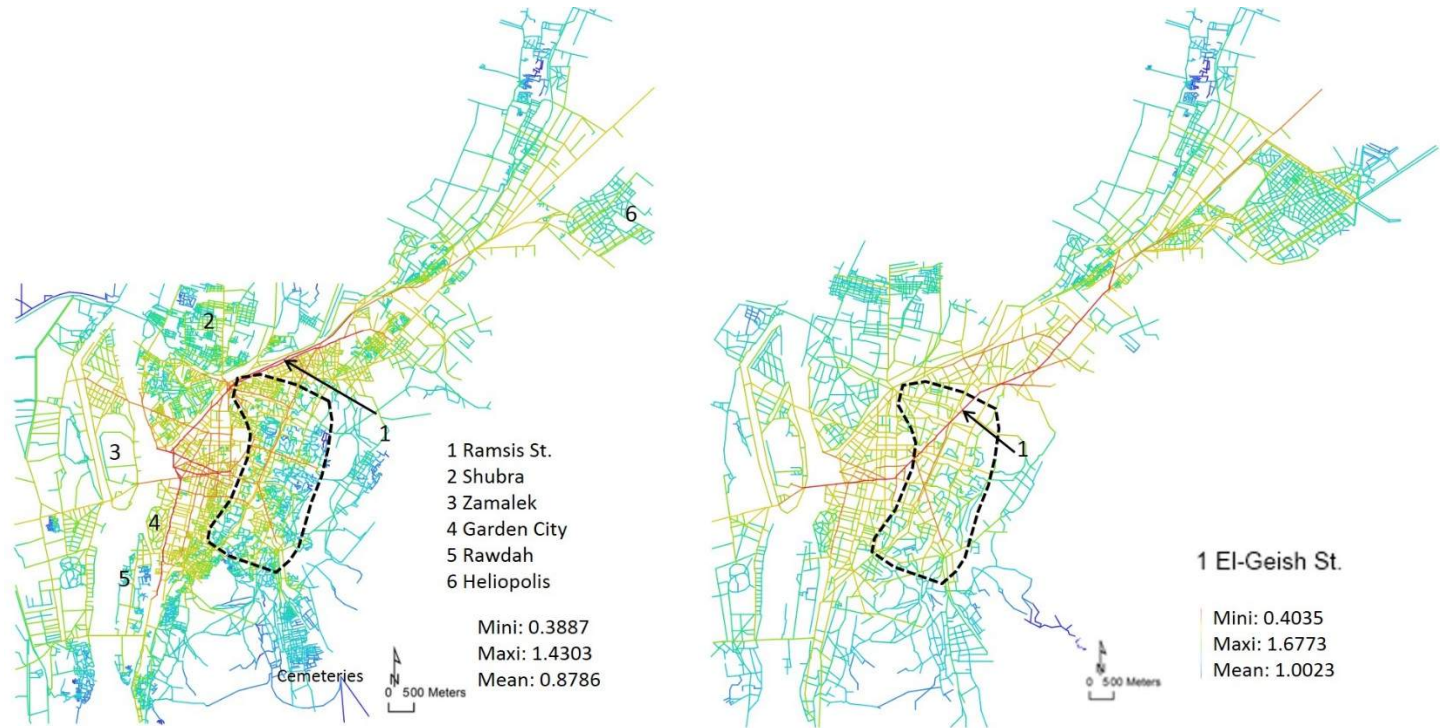 6
2
1
3
4
5
1 Ramsis St.
2 Shubra
3 Zamalek
4 Garden City
5 Rawdah
6 Heliopolis
Mini: 0.3887
Maxi: 1.4303
Mean: 0.8786
Cemeteries
N
0 500 Meters
1
1 El-Geish St.
Mini: 0.4035
Maxi: 1.6773
Mean: 1.0023
N
0 500 Meters